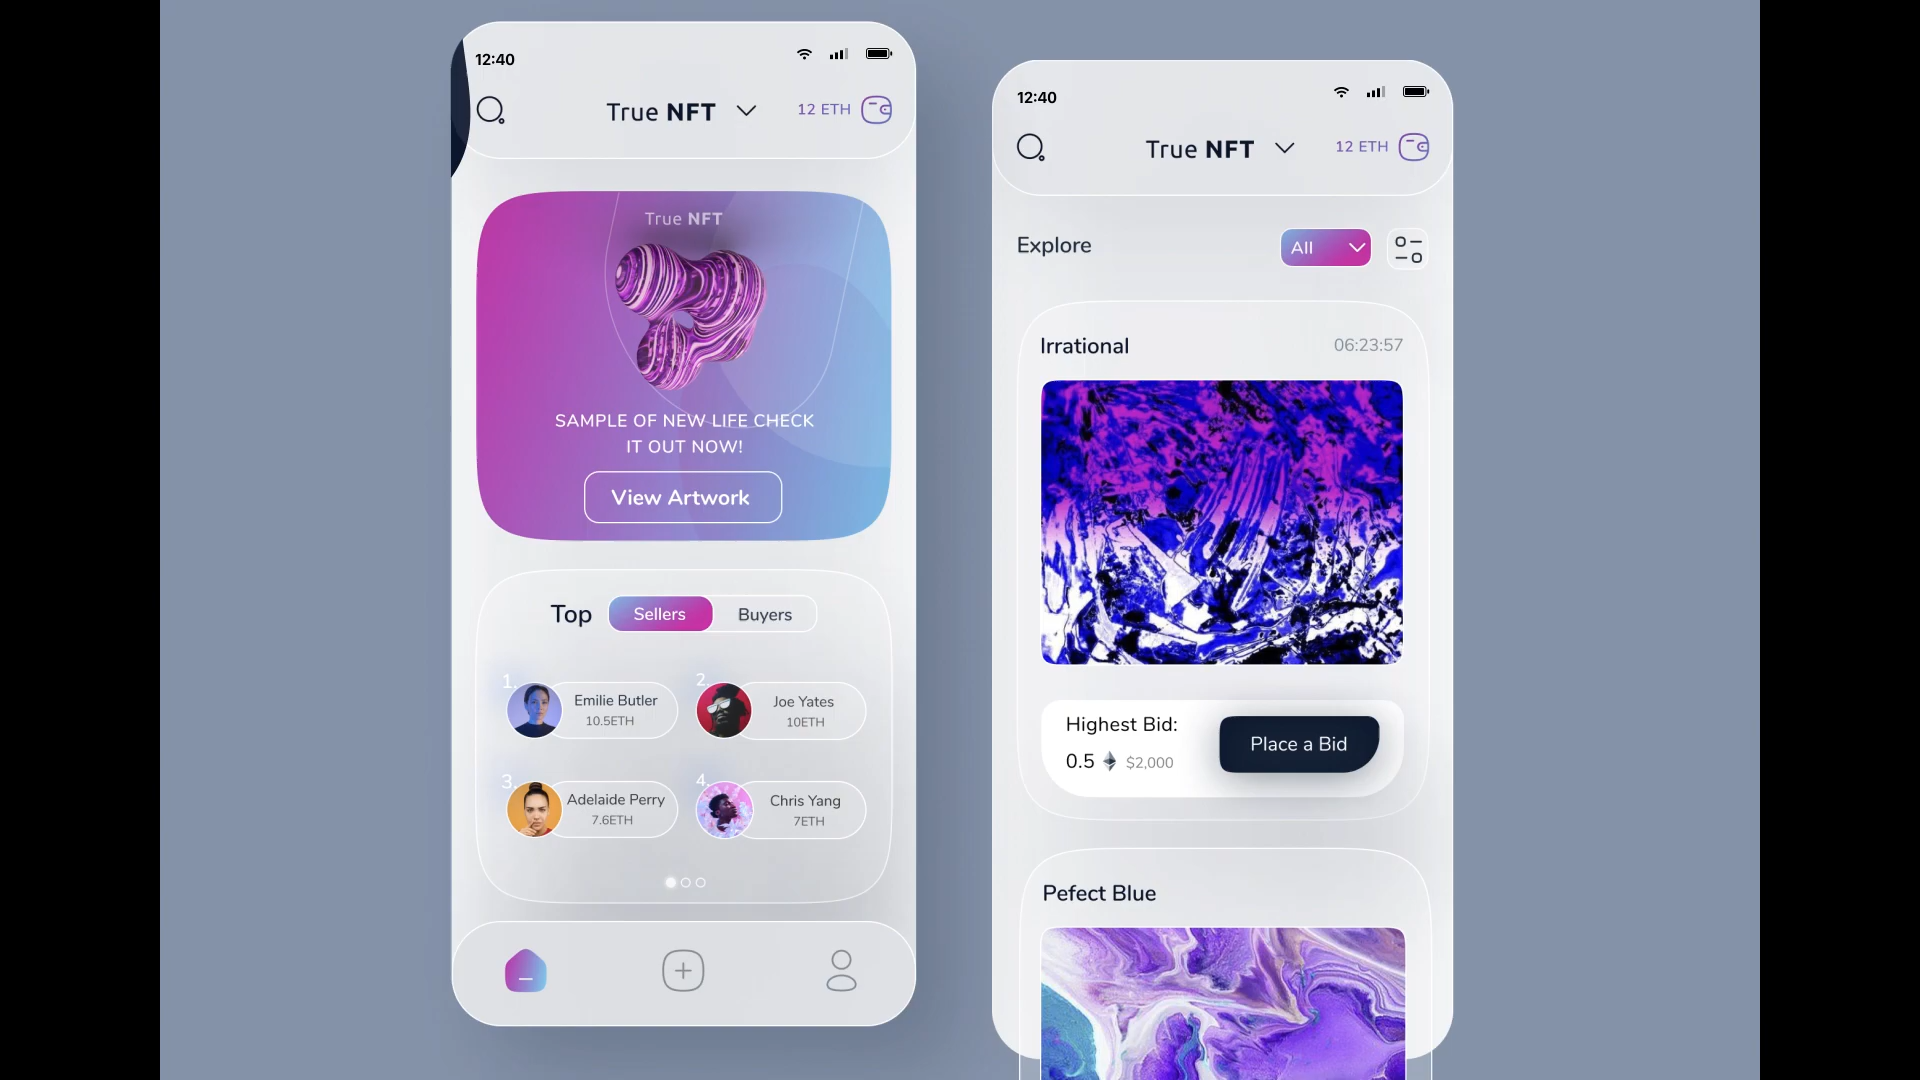 12:40
True NFT
12 ETH
True NFT
SAMPLE OF NEW LIFE CHECK
IT OUT NOW!
View Artwork
Top
Sellers
Buyers
1.
Emilie Butler
10.5ETH
2.
Joe Yates
10ETH
3.
Adelaide Perry
7.6ETH
4.
Chris Yang
7ETH
12:40
True NFT
12 ETH
Explore
All
Irrational
06:23:57
Highest Bid:
0.5 $2,000
Place a Bid
Pefect Blue